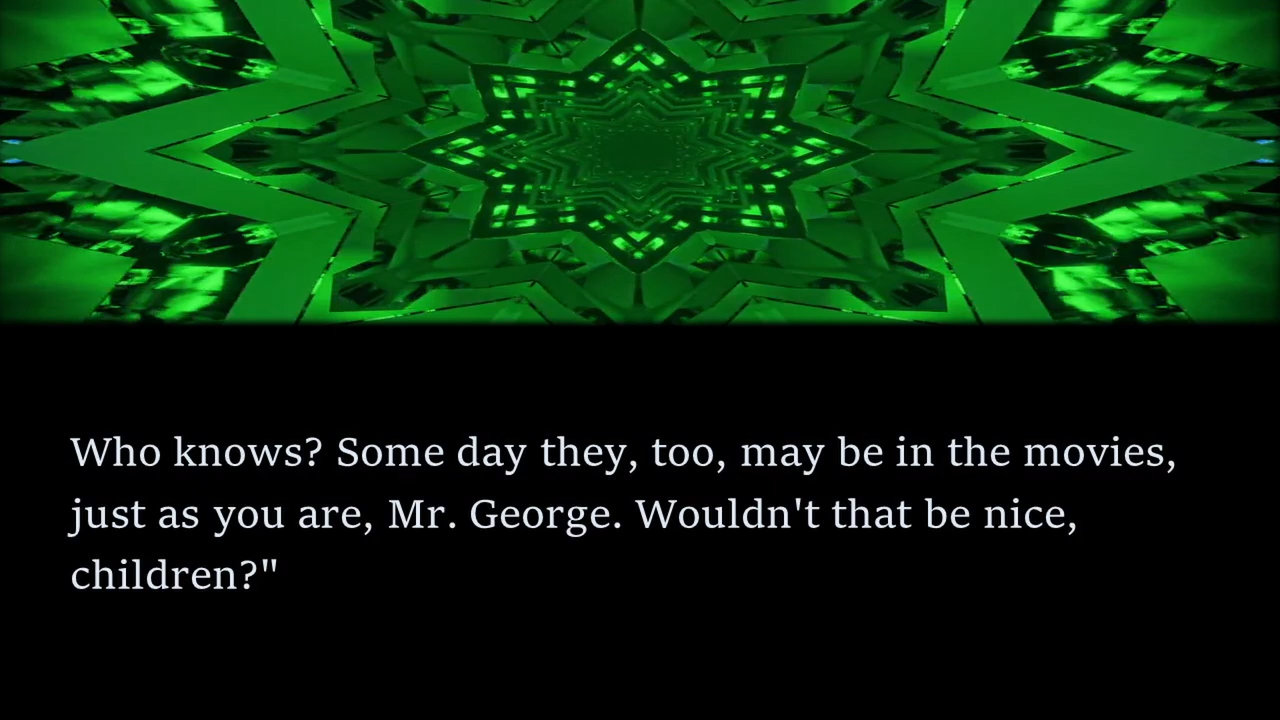 Who knows? Some day they, too, may be in the movies,
just as you are, Mr. George. Wouldn't that be nice,
children?"